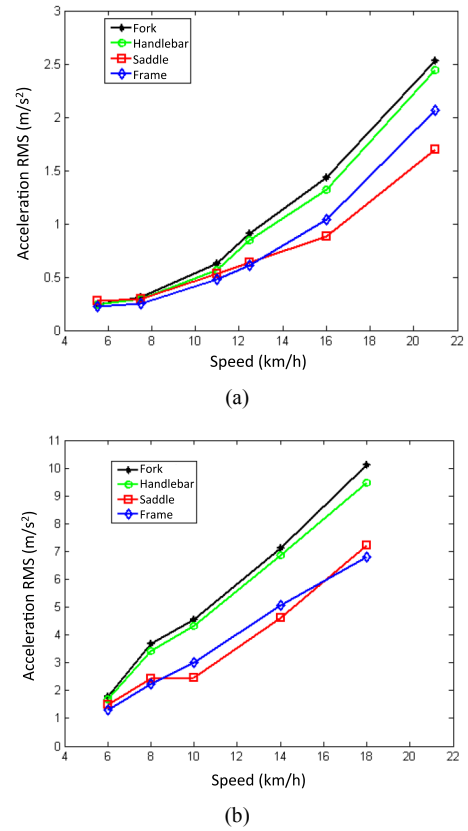 3
2.5
2
1.5
1
0.5
0
Acceleration RMS (m/s²)
Fork
Handlebar
Saddle
Frame
4 6 8 10 12 14 16 18 20 22
Speed (km/h)
(a)
11
10
9
8
7
6
5
4
3
2
1
0
Acceleration RMS (m/s²)
Fork
Handlebar
Saddle
Frame
4 6 8 10 12 14 16 18 20 22
Speed (km/h)
(b)